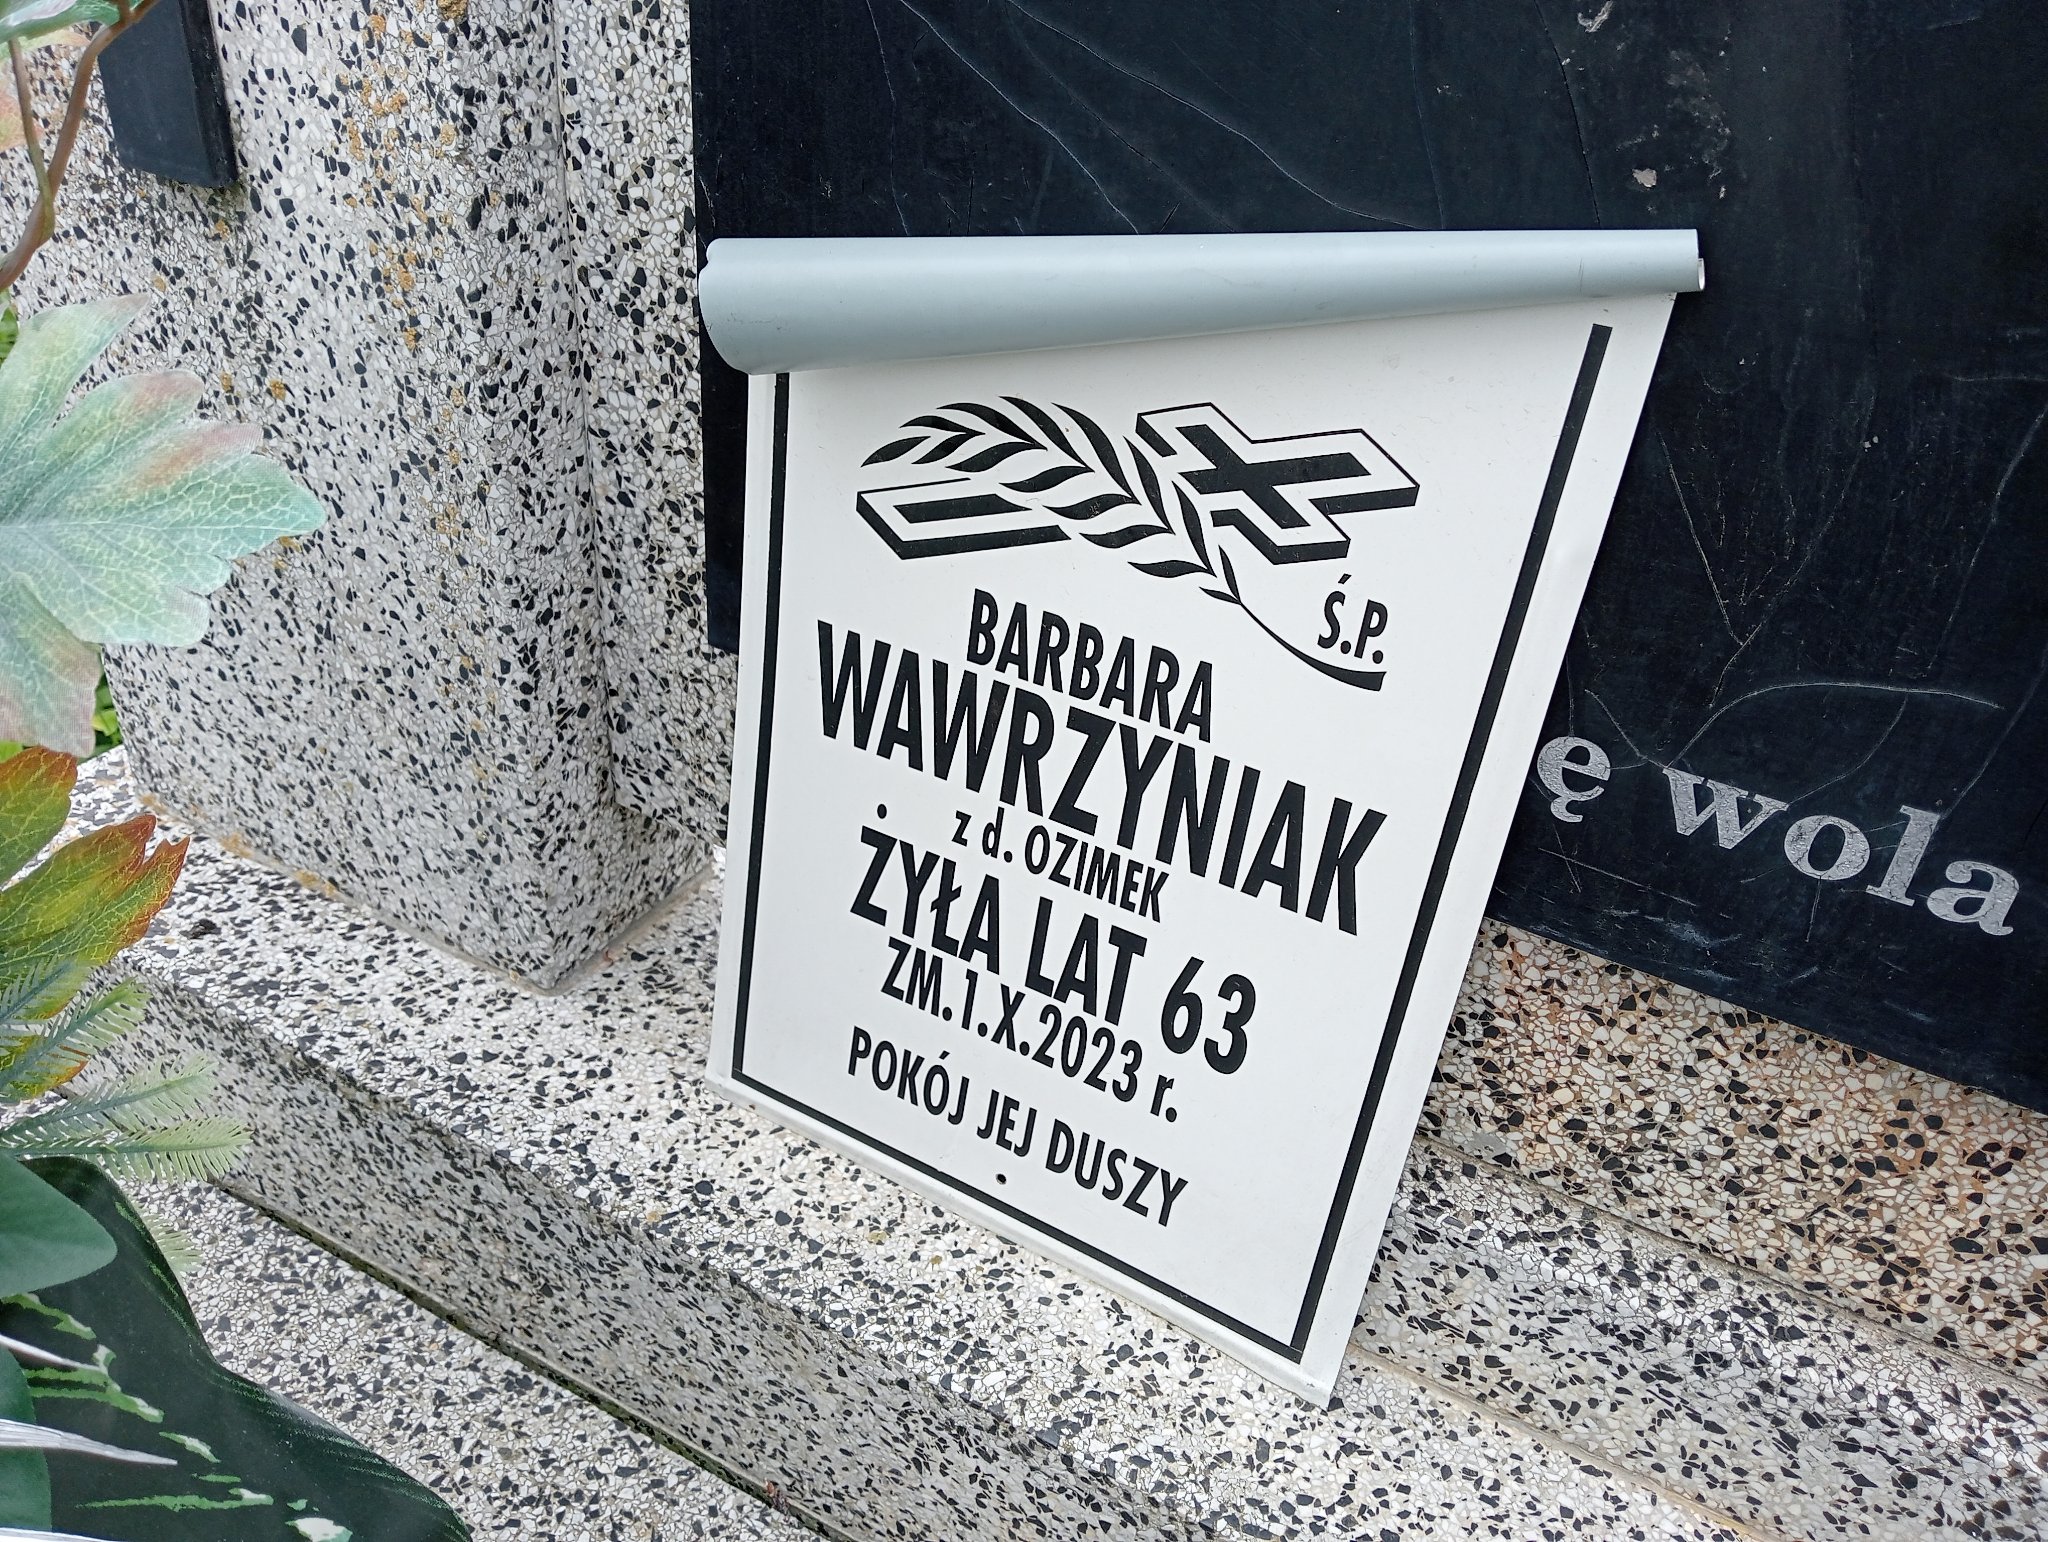 Ś.P.
BARBARA
WAWRZYNIAK
z d. OZIMEK
ŻYŁA LAT 63
ZM.1.X.2023 r.
POKÓJ JEJ DUSZY
ę wola